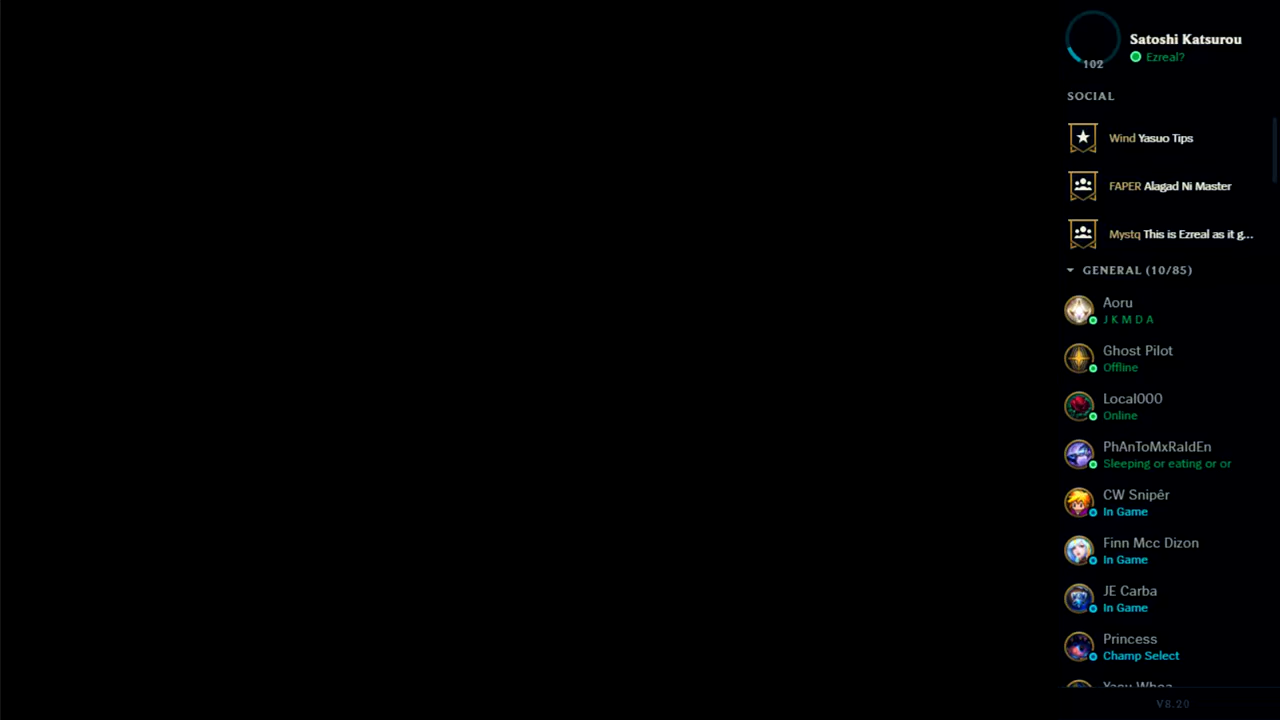 Satoshi Katsurou
Ezreal?
102
SOCIAL
Wind Yasuo Tips
FAPER Alagad Ni Master
Mystq This is Ezreal as it g...
GENERAL (10/85)
Aoru
J K M D A
Ghost Pilot
Offline
Local000
Online
PhAnToMxRaIdEn
Sleeping or eating or or
CW Snipêr
In Game
Finn Mcc Dizon
In Game
JE Carba
In Game
Princess
Champ Select
V8.20